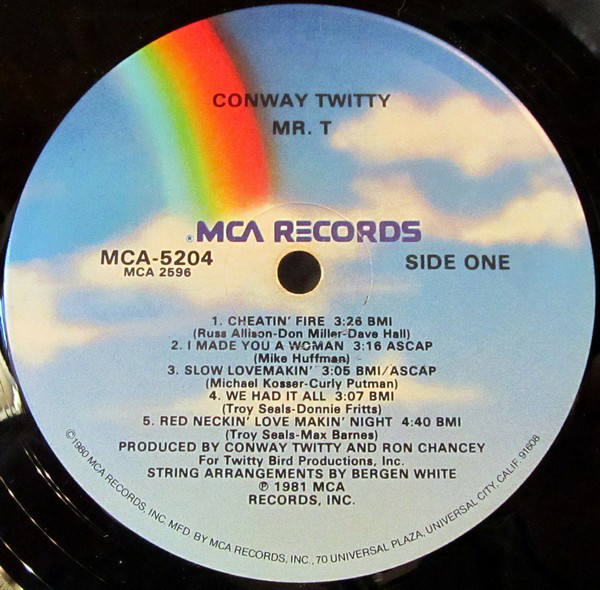 CONWAY TWITTY
MR. T
®MCA RECORDS
MCA-5204
MCA 2596
SIDE ONE
1. CHEATIN' FIRE 3:26 BMI
(Russ Allison-Don Miller-Dave Hall)
2. I MADE YOU A WOMAN 3:16 ASCAP
(Mike Huffman)
3. SLOW LOVEMAKIN' 3:05 BMI/ASCAP
(Michael Kosser-Curly Putman)
4. WE HAD IT ALL 3:07 BMI
(Troy Seals-Donnie Fritts)
5. RED NECKIN' LOVE MAKIN' NIGHT 4:40 BMI
(Troy Seals-Max Barnes)
PRODUCED BY CONWAY TWITTY AND RON CHANCEY
For Twitty Bird Productions, Inc.
STRING ARRANGEMENTS BY BERGEN WHITE
℗ 1981 MCA
RECORDS, INC.
©1980 MCA RECORDS, INC. MFD. BY MCA RECORDS, INC., 70 UNIVERSAL PLAZA, UNIVERSAL CITY, CALIF. 91608